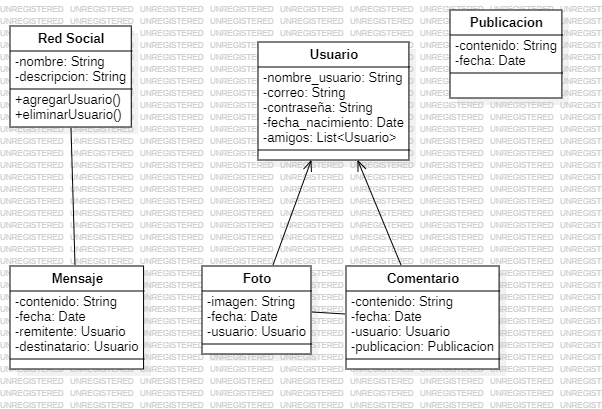 Red Social
-nombre: String
-descripcion: String
+agregarUsuario()
+eliminarUsuario()
Usuario
-nombre_usuario: String
-correo: String
-contraseña: String
-fecha_nacimiento: Date
-amigos: List<Usuario>
Publicacion
-contenido: String
-fecha: Date
Mensaje
-contenido: String
-fecha: Date
-remitente: Usuario
-destinatario: Usuario
Foto
-imagen: String
-fecha: Date
-usuario: Usuario
Comentario
-contenido: String
-fecha: Date
-usuario: Usuario
-publicacion: Publicacion
UNREGISTERED